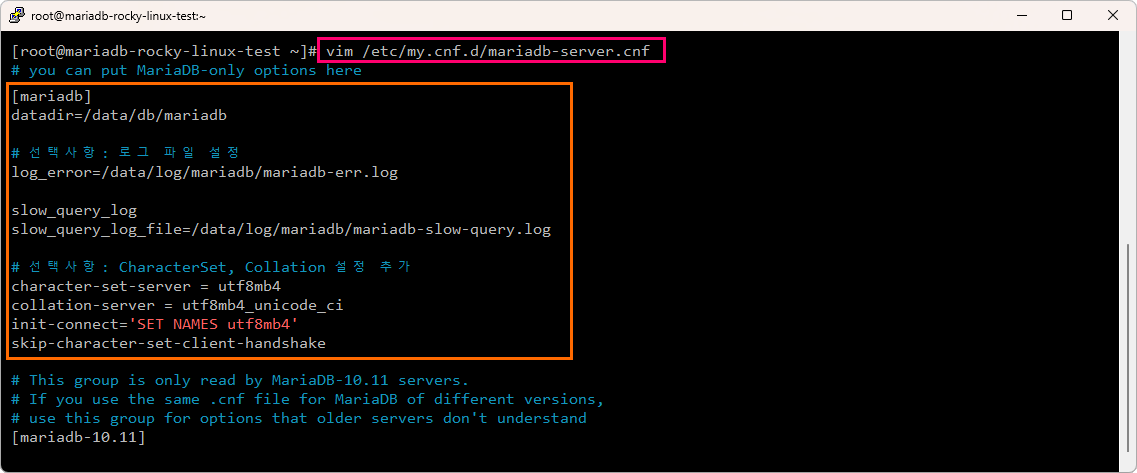 root@mariadb-rocky-linux-test:~
[root@mariadb-rocky-linux-test ~]# vim /etc/my.cnf.d/mariadb-server.cnf
# you can put MariaDB-only options here
[mariadb]
datadir=/data/db/mariadb
# 선택사항: 로그 파일 설정
log_error=/data/log/mariadb/mariadb-err.log
slow_query_log
slow_query_log_file=/data/log/mariadb/mariadb-slow-query.log
# 선택사항: CharacterSet, Collation 설정 추가
character-set-server = utf8mb4
collation-server = utf8mb4_unicode_ci
init-connect='SET NAMES utf8mb4'
skip-character-set-client-handshake
# This group is only read by MariaDB-10.11 servers.
# If you use the same .cnf file for MariaDB of different versions,
# use this group for options that older servers don't understand
[mariadb-10.11]